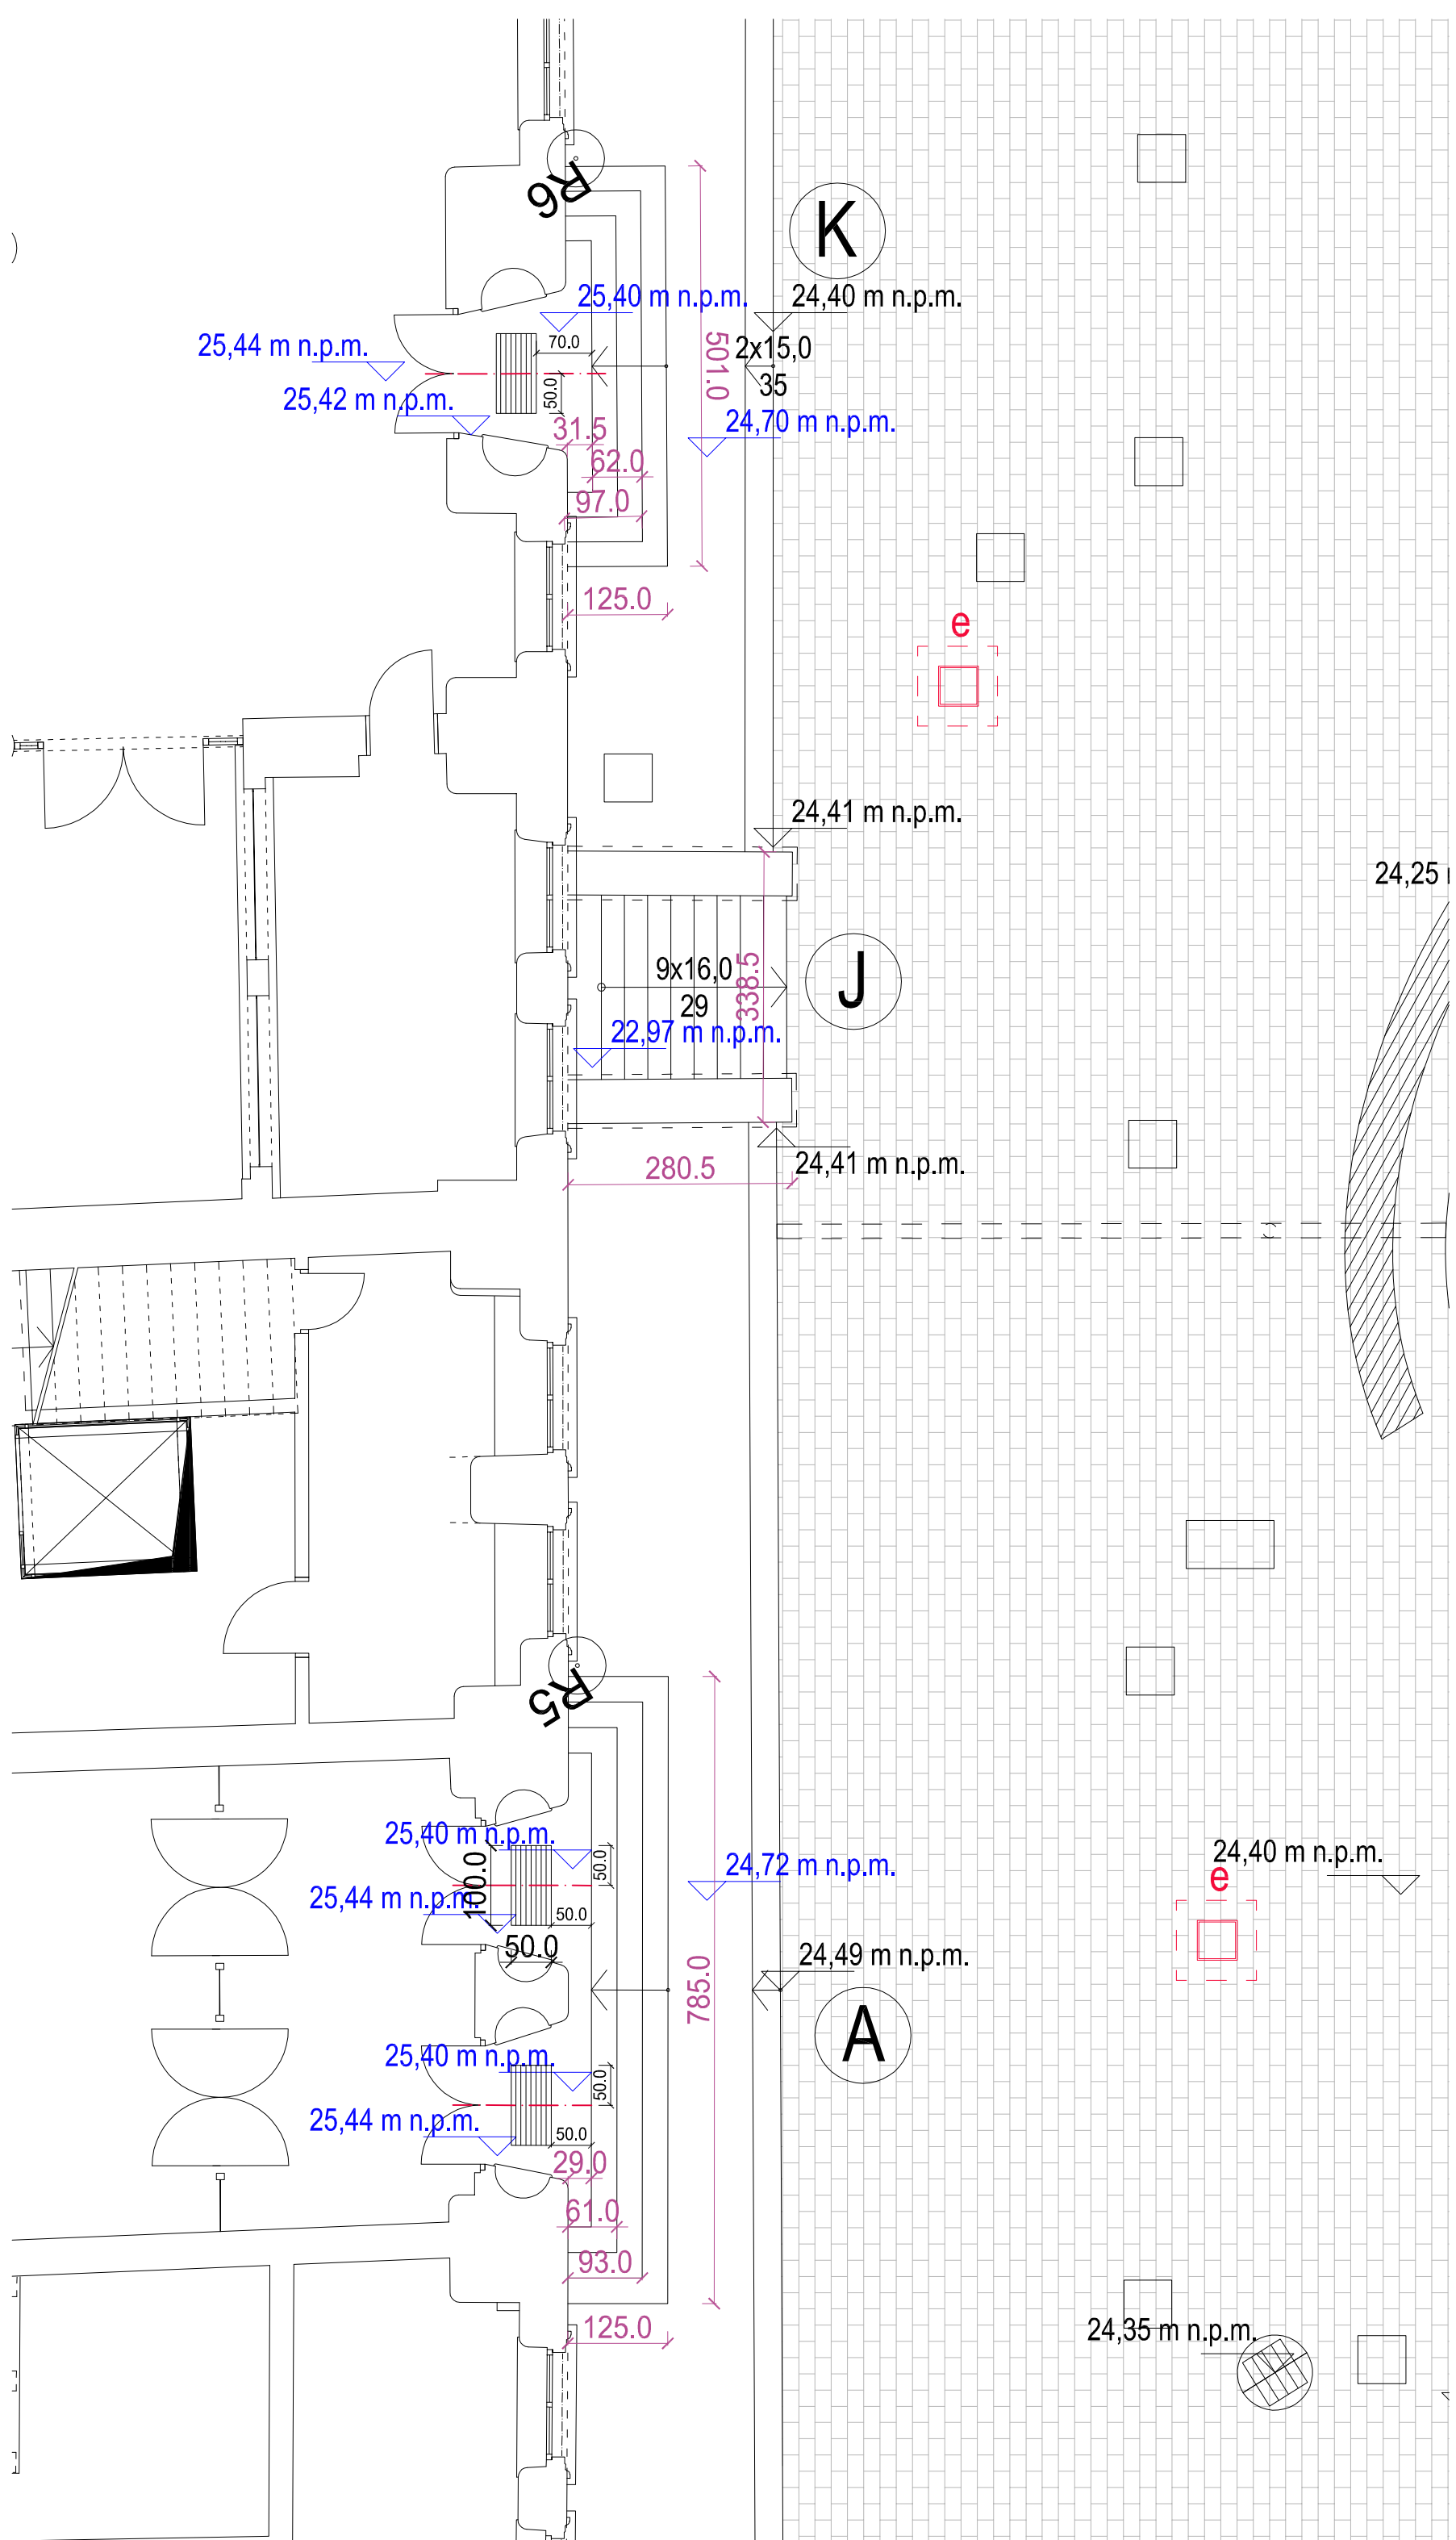 R6
K
25,40 m n.p.m.
24,40 m n.p.m.
25,44 m n.p.m.
70.0
501.0
2x15,0
35
50.0
25,42 m n.p.m.
24,70 m n.p.m.
31.5
62.0
97.0
125.0
e
24,41 m n.p.m.
24,25
J
9x16,0
29
338.5
22,97 m n.p.m.
24,41 m n.p.m.
280.5
R5
25,40 m n.p.m.
50.0
24,72 m n.p.m.
24,40 m n.p.m.
e
100.0
25,44 m n.p.m.
50.0
50.0
24,49 m n.p.m.
785.0
A
25,40 m n.p.m.
50.0
25,44 m n.p.m.
50.0
29.0
61.0
93.0
125.0
24,35 m n.p.m.